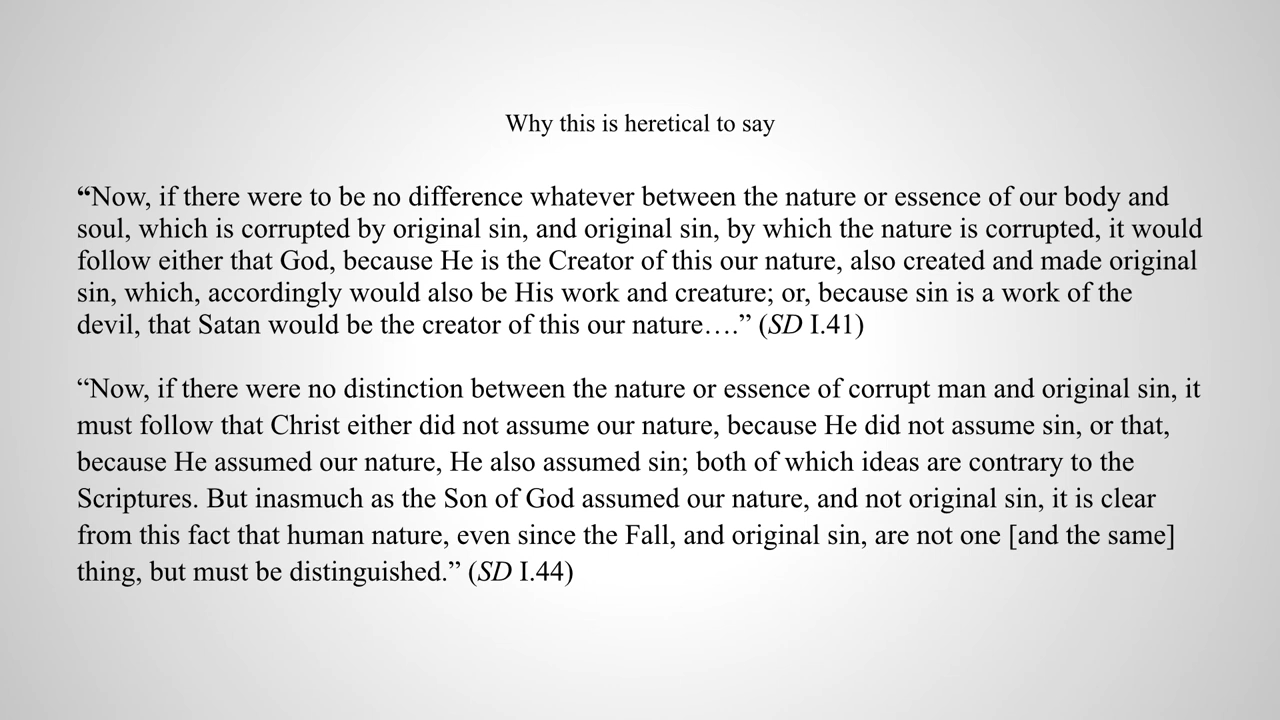 Why this is heretical to say
“Now, if there were to be no difference whatever between the nature or essence of our body and
soul, which is corrupted by original sin, and original sin, by which the nature is corrupted, it would
follow either that God, because He is the Creator of this our nature, also created and made original
sin, which, accordingly would also be His work and creature; or, because sin is a work of the
devil, that Satan would be the creator of this our nature….” (SD I.41)
“Now, if there were no distinction between the nature or essence of corrupt man and original sin, it
must follow that Christ either did not assume our nature, because He did not assume sin, or that,
because He assumed our nature, He also assumed sin; both of which ideas are contrary to the
Scriptures. But inasmuch as the Son of God assumed our nature, and not original sin, it is clear
from this fact that human nature, even since the Fall, and original sin, are not one [and the same]
thing, but must be distinguished.” (SD I.44)